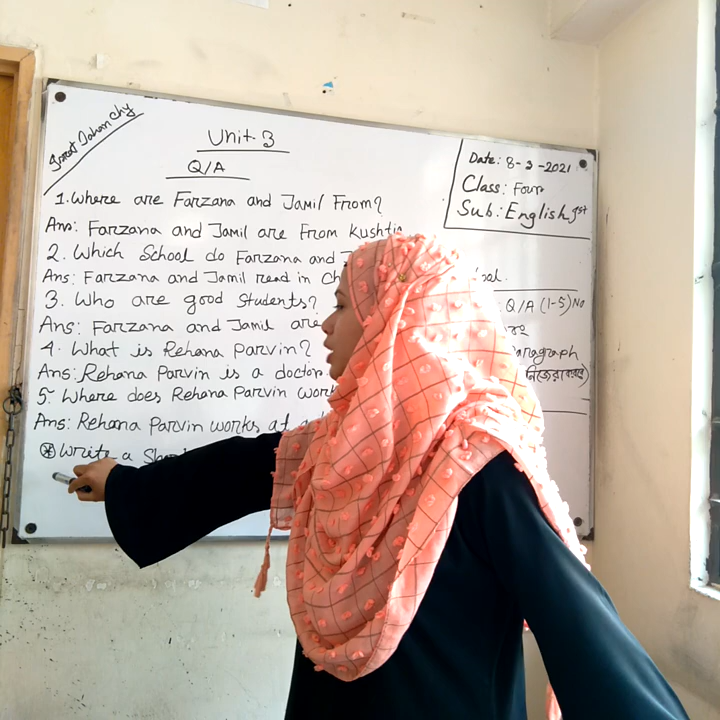 Jannat Jahan Chy
Unit-3
Q/A
Date: 8-2-2021
Class: Four
Sub: English 1st
1. Where are Farzana and Jamil From?
Ans: Farzana and Jamil are From Kushtia
2. Which School do Farzana and
Ans: Farzana and Jamil read in
3. Who are good Students?
Ans: Farzana and Jamil are
4. What is Rehana Parvin?
Ans: Rehana Parvin is a doctor.
5. Where does Rehana Parvin work
Ans: Rehana Parvin works at
Write a
Q/A (1-5) No
Paragraph